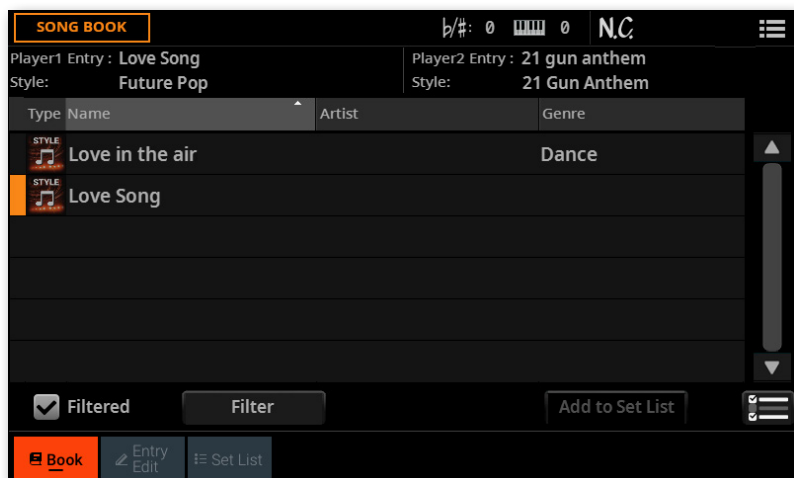 SONG BOOK
b/#: 0 0 N.C.
Player1 Entry : Love Song
Player2 Entry : 21 gun anthem
Style: Future Pop
Style: 21 Gun Anthem
Type Name Artist Genre
STYLE
Love in the air Dance
STYLE
Love Song
Filtered Filter Add to Set List
Book Entry Edit Set List